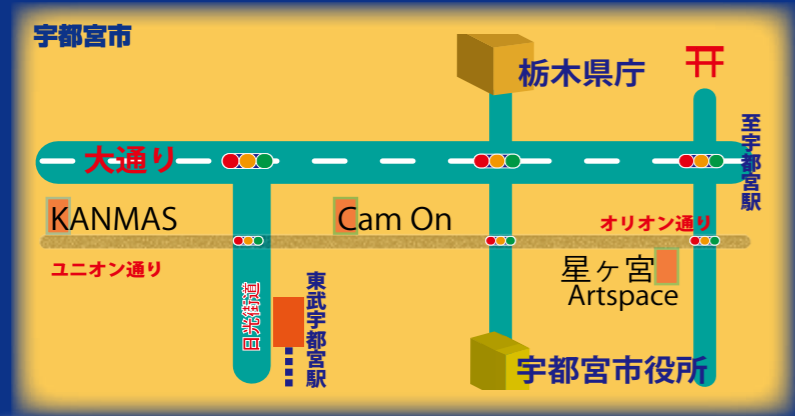 宇都宮市
栃木県庁
大通り
至宇都宮駅
KANMAS
Cam On
オリオン通り
ユニオン通り
星ヶ宮
Artspace
日光街道
東武宇都宮駅
宇都宮市役所